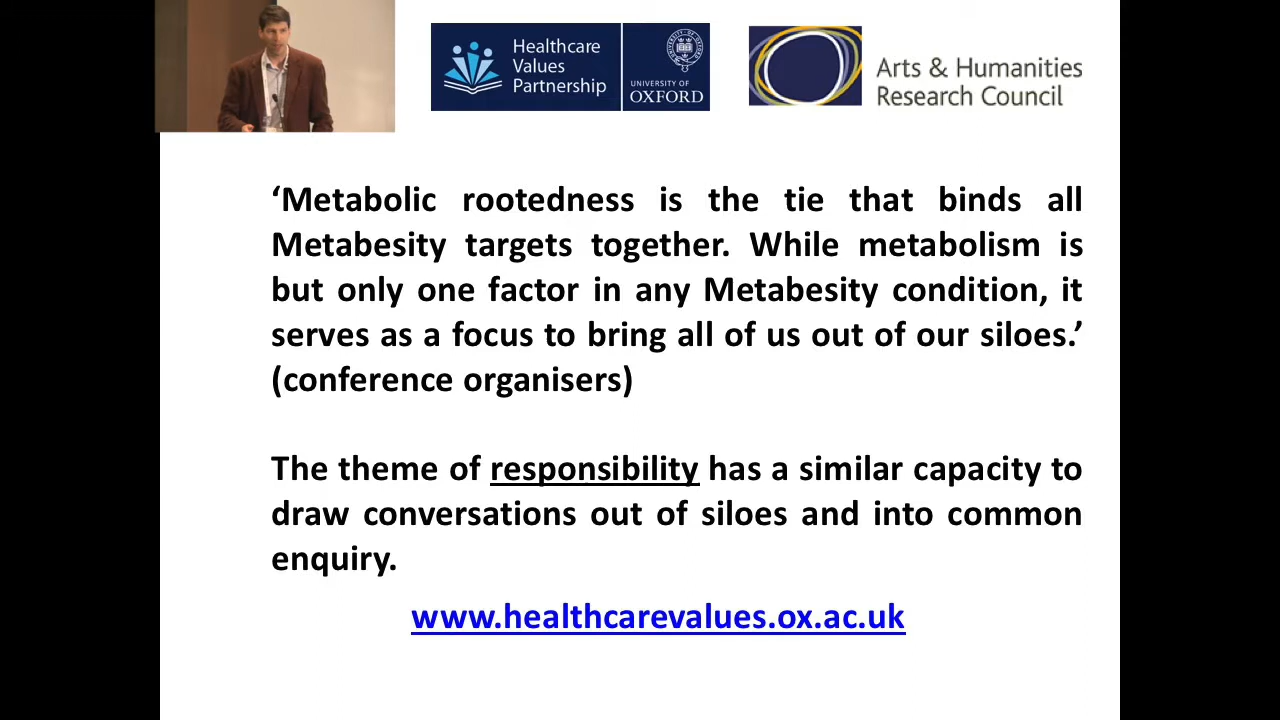 Healthcare
Values
Partnership
UNIVERSITY OF
OXFORD
Arts & Humanities
Research Council
‘Metabolic rootedness is the tie that binds all
Metabesity targets together. While metabolism is
but only one factor in any Metabesity condition, it
serves as a focus to bring all of us out of our siloes.’
(conference organisers)
The theme of responsibility has a similar capacity to
draw conversations out of siloes and into common
enquiry.
www.healthcarevalues.ox.ac.uk